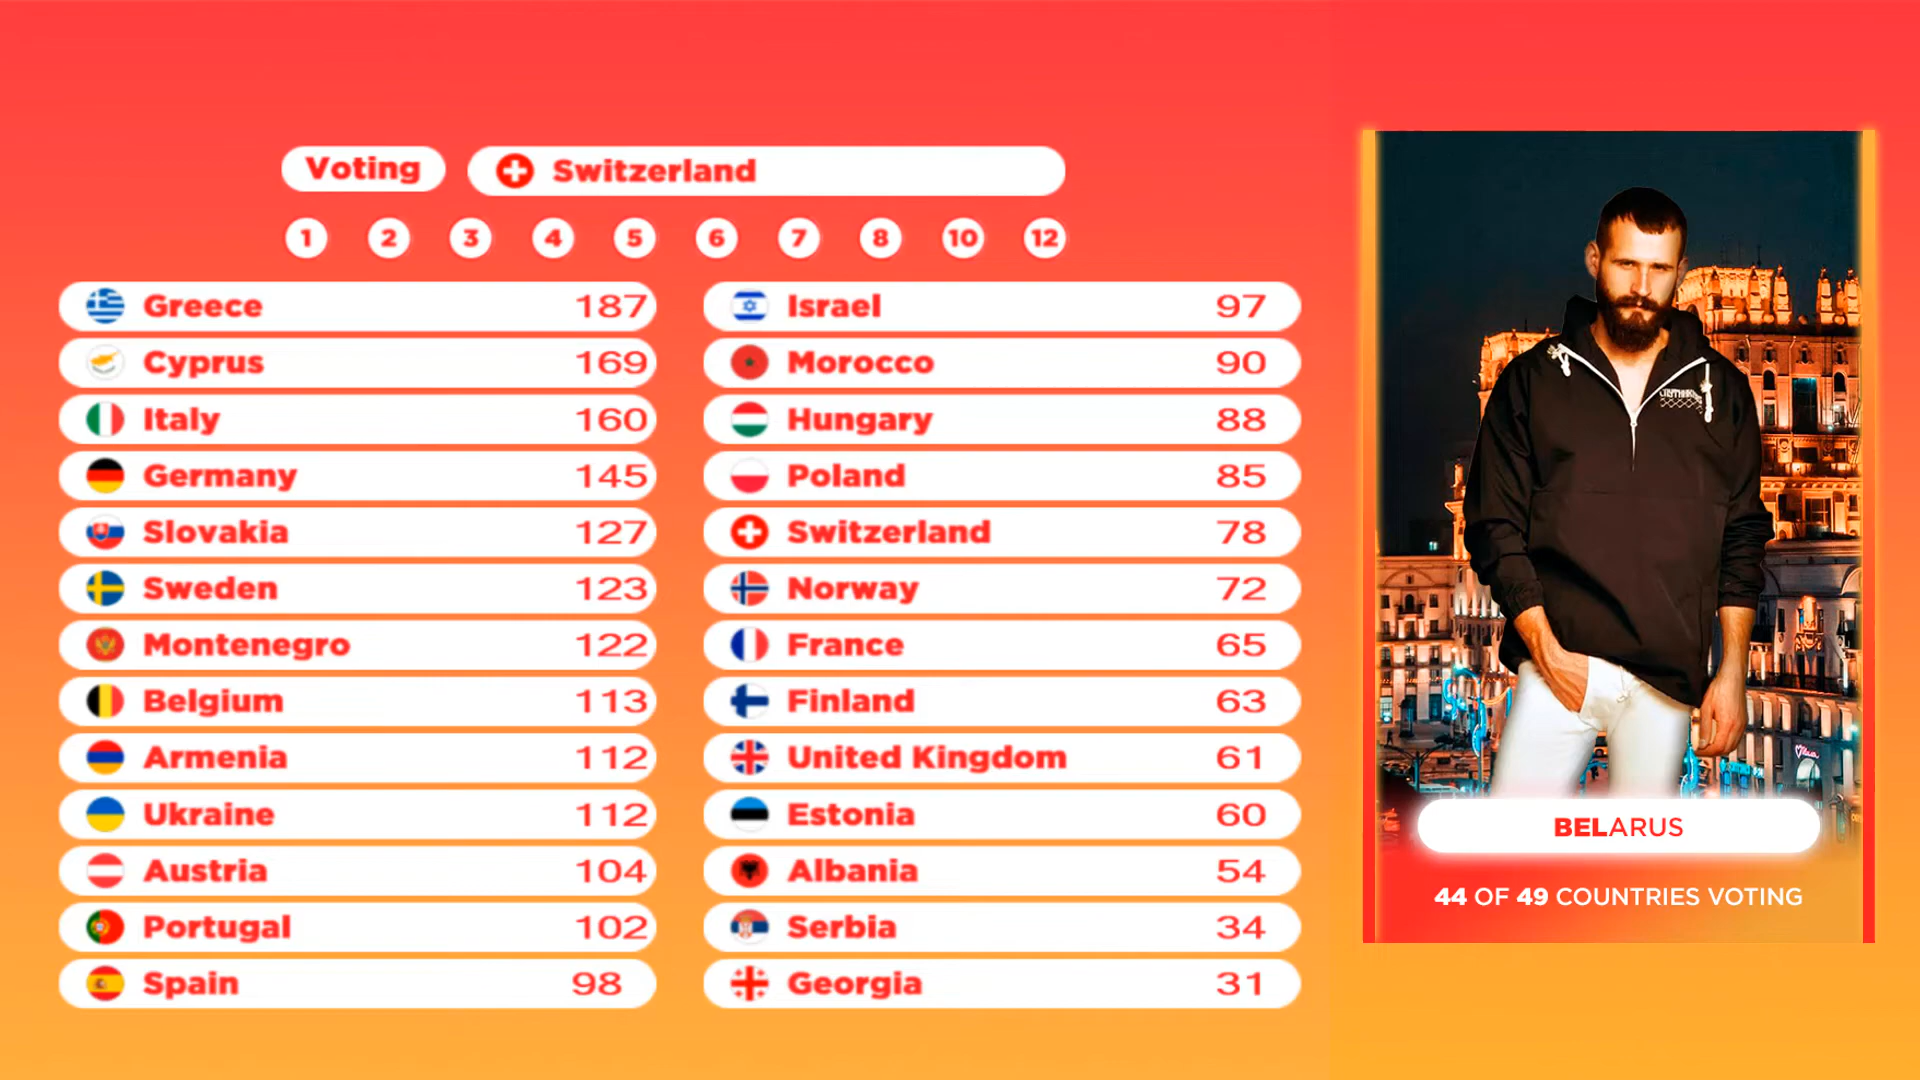 Voting Switzerland
1 2 3 4 5 6 7 8 10 12
Greece 187
Cyprus 169
Italy 160
Germany 145
Slovakia 127
Sweden 123
Montenegro 122
Belgium 113
Armenia 112
Ukraine 112
Austria 104
Portugal 102
Spain 98
Israel 97
Morocco 90
Hungary 88
Poland 85
Switzerland 78
Norway 72
France 65
Finland 63
United Kingdom 61
Estonia 60
Albania 54
Serbia 34
Georgia 31
BELARUS
44 OF 49 COUNTRIES VOTING